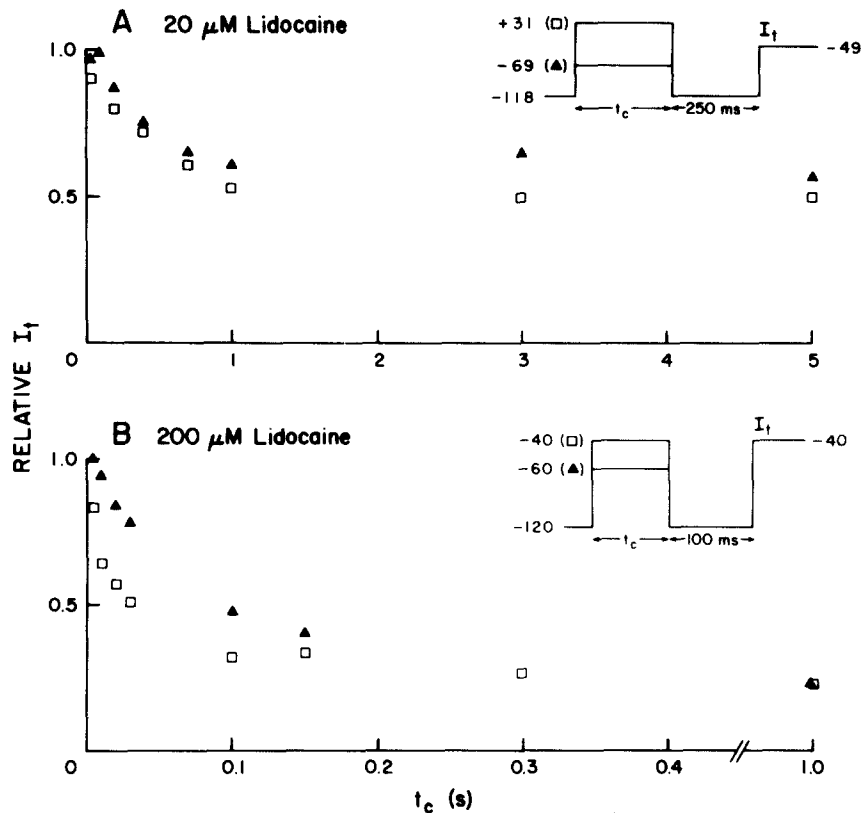 A 20 μM Lidocaine
+31 (□)
-69 (▲)
-118
I_t
-49
t_c
250 ms
1.0
0.5
0
1
2
3
4
5
RELATIVE I_t
B 200 μM Lidocaine
-40 (□)
-60 (▲)
-120
I_t
-40
t_c
100 ms
1.0
0.5
0
0.1
0.2
0.3
0.4
1.0
t_c (s)